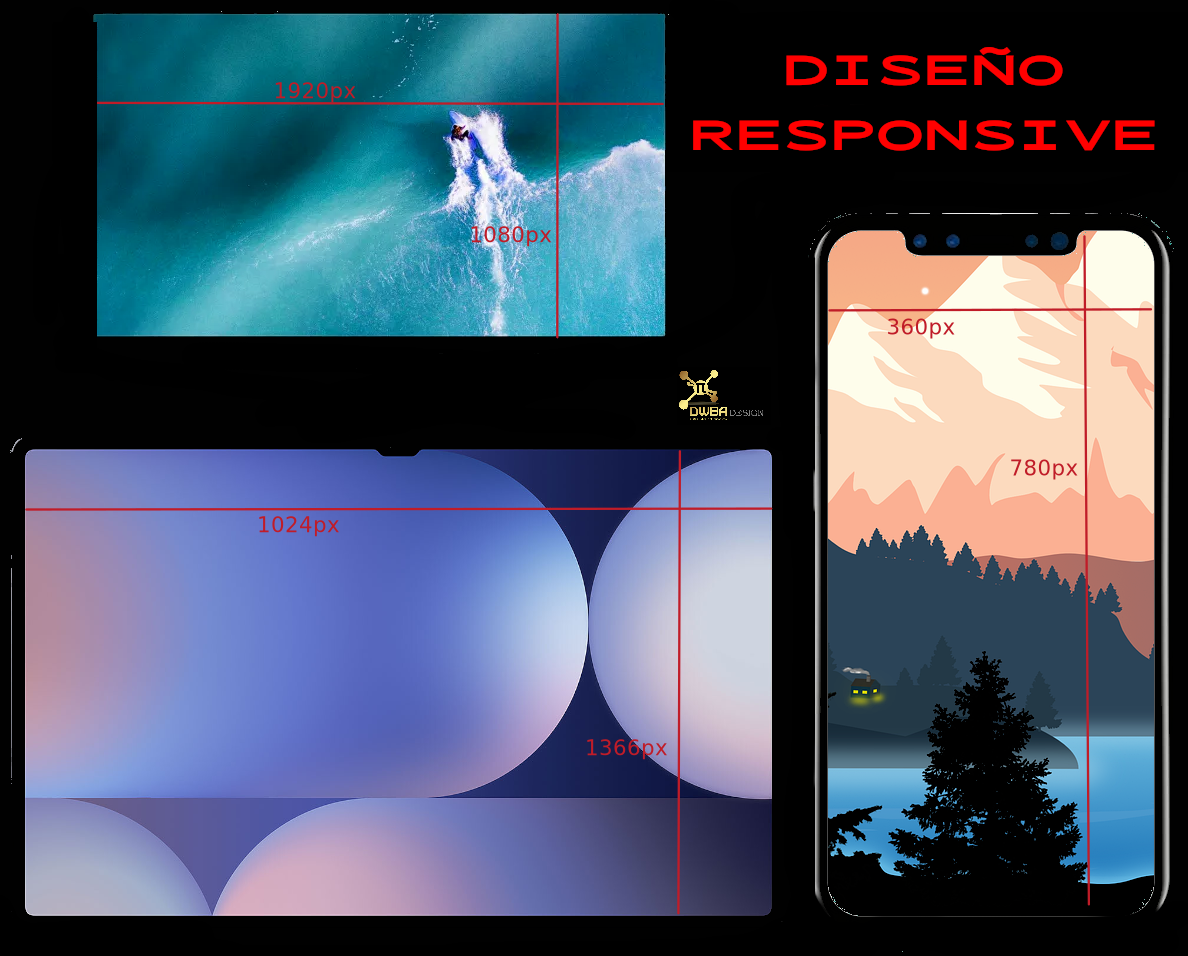 DISEÑO
RESPONSIVE
1920px
1080px
360px
780px
DWBA DESIGN
1024px
1366px